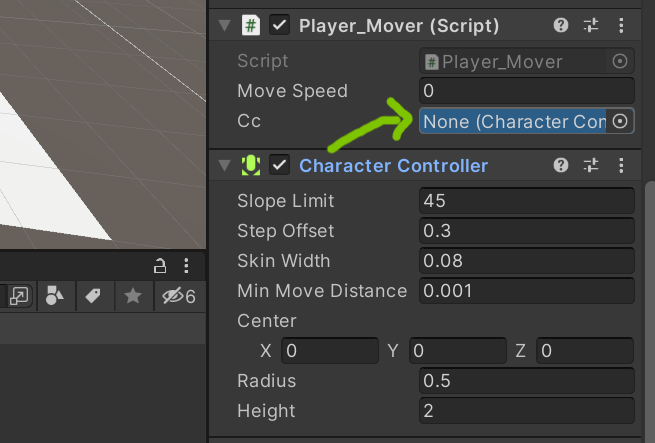 Player_Mover (Script)
Script
Player_Mover
Move Speed
0
Cc
None (Character Con
Character Controller
Slope Limit
45
Step Offset
0.3
Skin Width
0.08
Min Move Distance
0.001
Center
X 0 Y 0 Z 0
Radius
0.5
Height
2
6